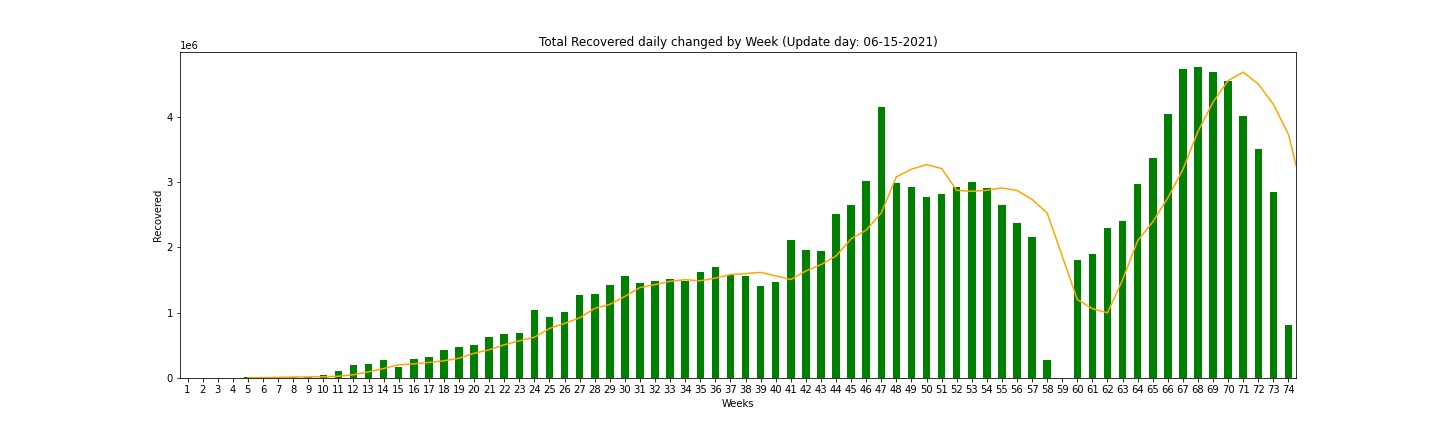 Total Recovered daily changed by Week (Update day: 06-15-2021)
1e6
4
3
2
1
0
Recovered
1 2 3 4 5 6 7 8 9 10 11 12 13 14 15 16 17 18 19 20 21 22 23 24 25 26 27 28 29 30 31 32 33 34 35 36 37 38 39 40 41 42 43 44 45 46 47 48 49 50 51 52 53 54 55 56 57 58 59 60 61 62 63 64 65 66 67 68 69 70 71 72 73 74
Weeks